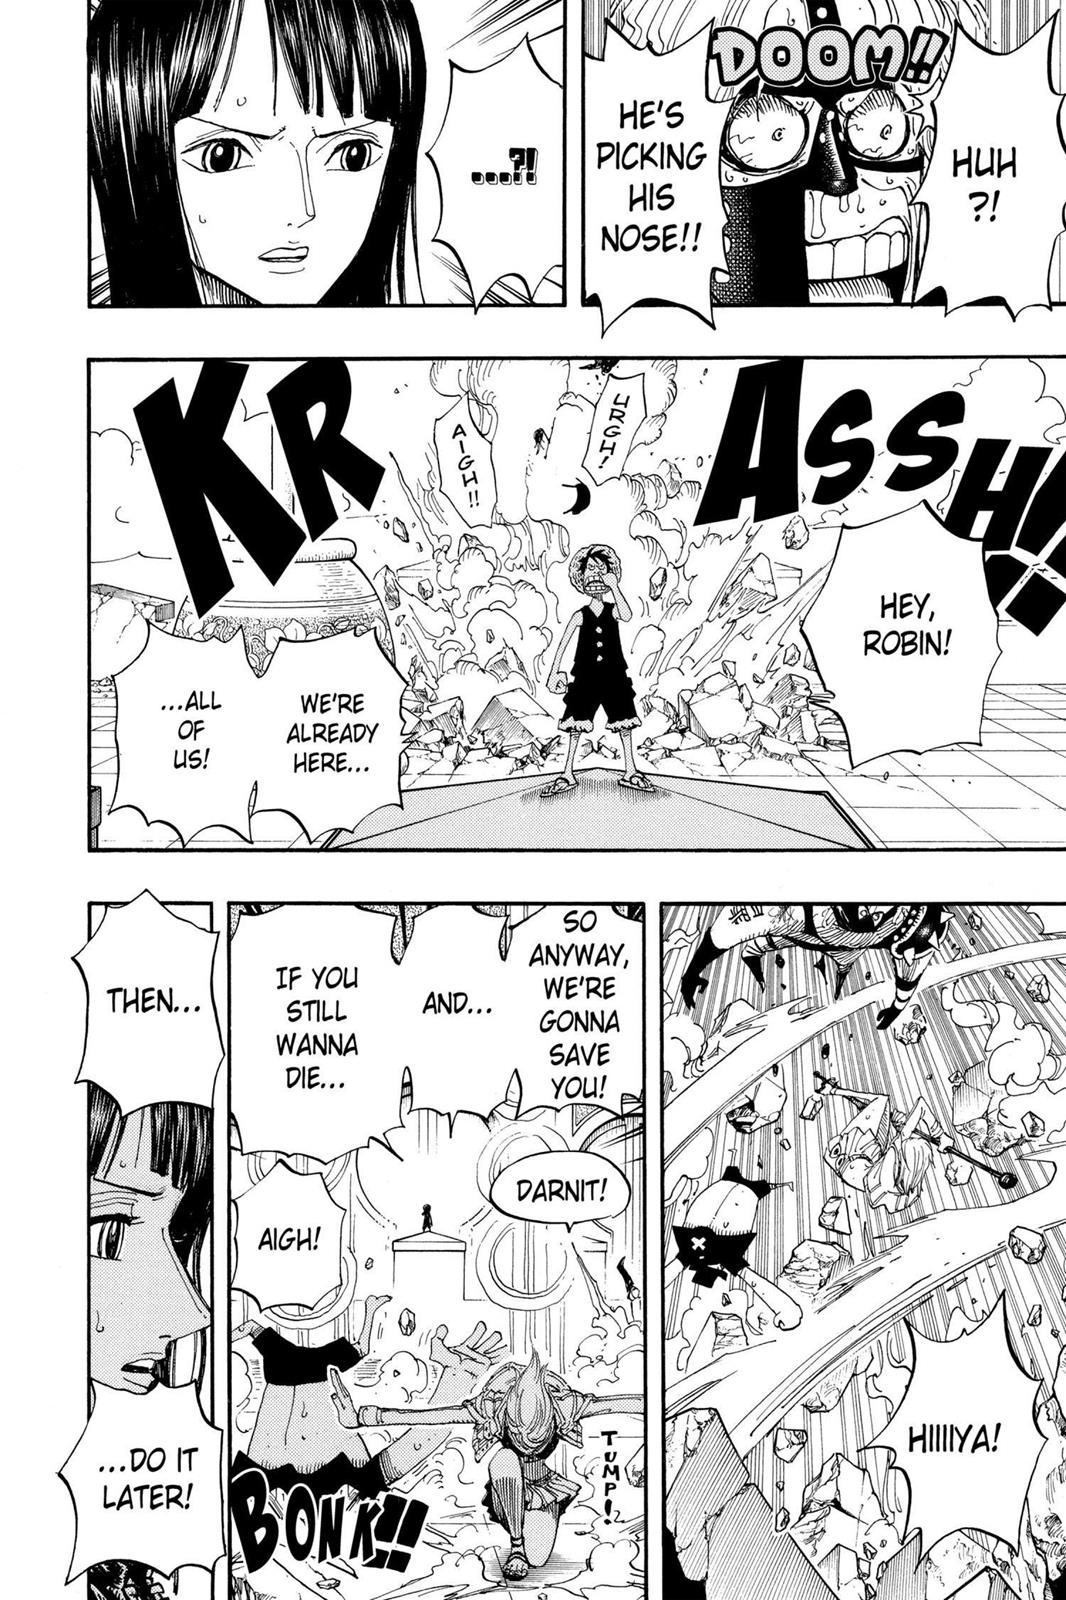 DOOM!!
HUH
?!
HE'S
PICKING
HIS
NOSE!!
....?!
KRASSH!!
URGH!
AIGH!!
HEY,
ROBIN!
WE'RE
ALREADY
HERE...
...ALL
OF
US!
HIIIIYA!
SO
ANYWAY,
WE'RE
GONNA
SAVE
YOU!
AND...
IF YOU
STILL
WANNA
DIE...
DARNIT!
AIGH!
TUMP!
BONK!!
THEN...
...DO IT
LATER!